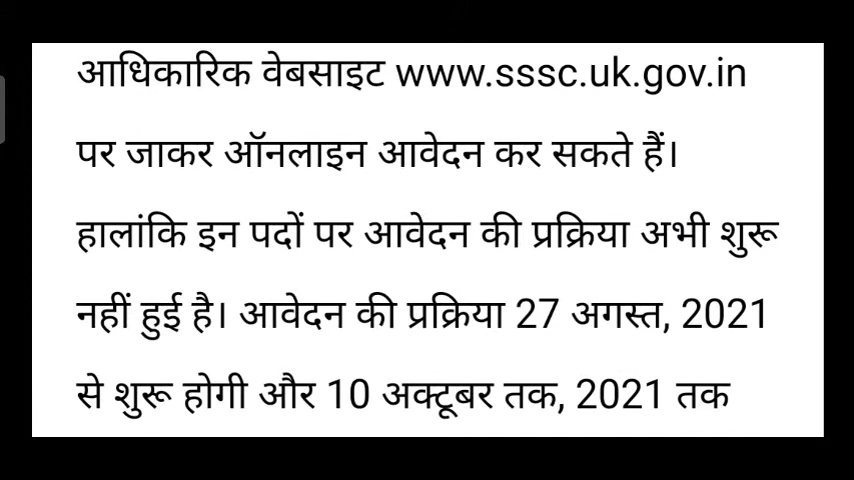 आधिकारिक वेबसाइट www.sssc.uk.gov.in
पर जाकर ऑनलाइन आवेदन कर सकते हैं।
हालांकि इन पदों पर आवेदन की प्रक्रिया अभी शुरू
नहीं हुई है। आवेदन की प्रक्रिया 27 अगस्त, 2021
से शुरू होगी और 10 अक्टूबर तक, 2021 तक